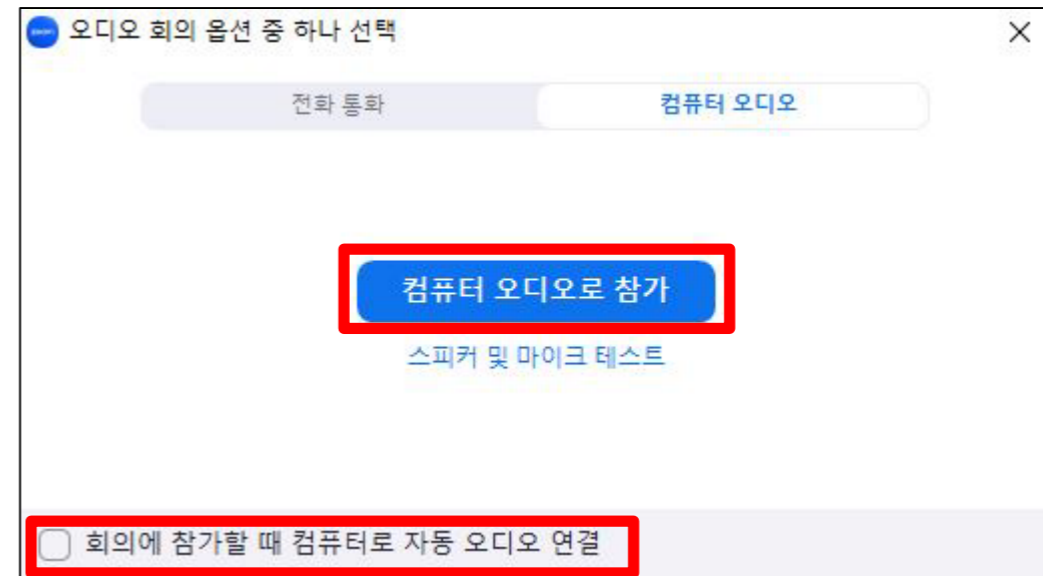 오디오 회의 옵션 중 하나 선택
전화 통화
컴퓨터 오디오
컴퓨터 오디오로 참가
스피커 및 마이크 테스트
회의에 참가할 때 컴퓨터로 자동 오디오 연결